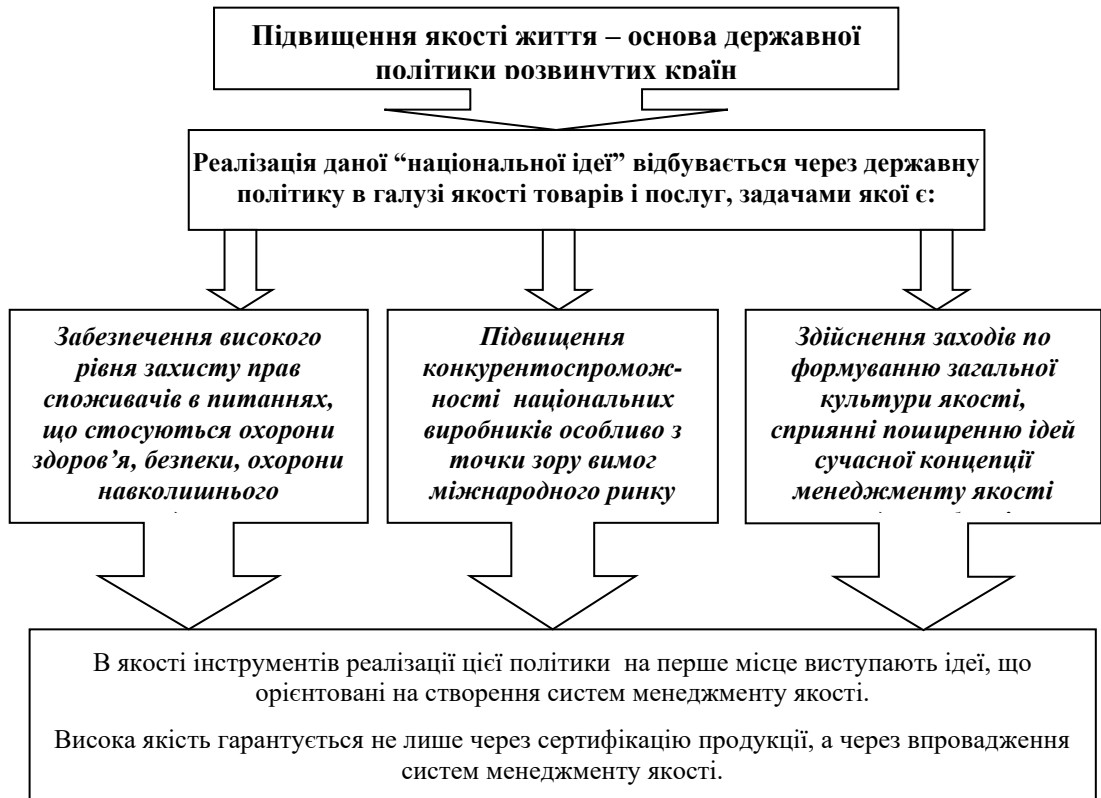 Підвищення якості життя – основа державної
політики розвинутих країн
Реалізація даної “національної ідеї” відбувається через державну
політику в галузі якості товарів і послуг, задачами якої є:
Забезпечення високого
рівня захисту прав
споживачів в питаннях,
що стосуються охорони
здоров’я, безпеки, охорони
навколишнього
Підвищення
конкурентоспромож-
ності національних
виробників особливо з
точки зору вимог
міжнародного ринку
Здійснення заходів по
формуванню загальної
культури якості,
сприянні поширенню ідей
сучасної концепції
менеджменту якості
В якості інструментів реалізації цієї політики на перше місце виступають ідеї, що
орієнтовані на створення систем менеджменту якості.
Висока якість гарантується не лише через сертифікацію продукції, а через впровадження
систем менеджменту якості.